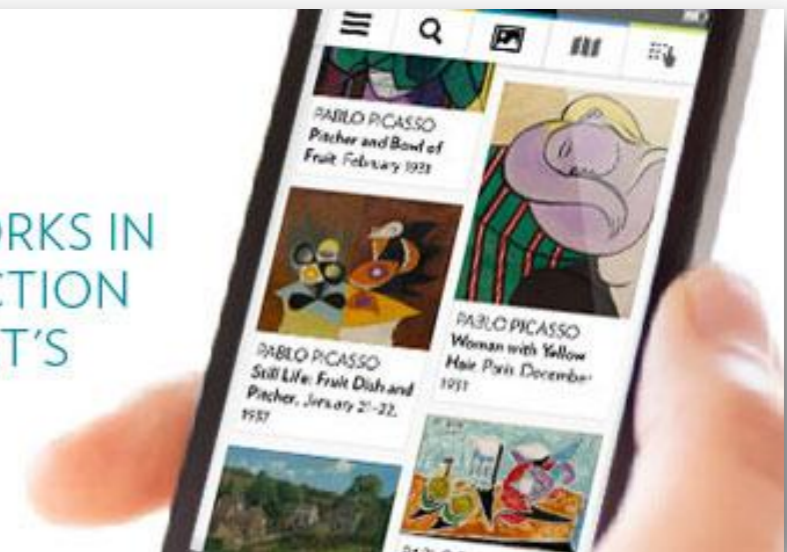 ORKS IN
CTION
T'S
PABLO PICASSO
Pitcher and Bowl of
Fruit February 1931
PABLO PICASSO
Still Life: Fruit Dish and
Pitcher, January 21-22,
1937
PABLO PICASSO
Woman with Yellow
Hair Paris December
1931